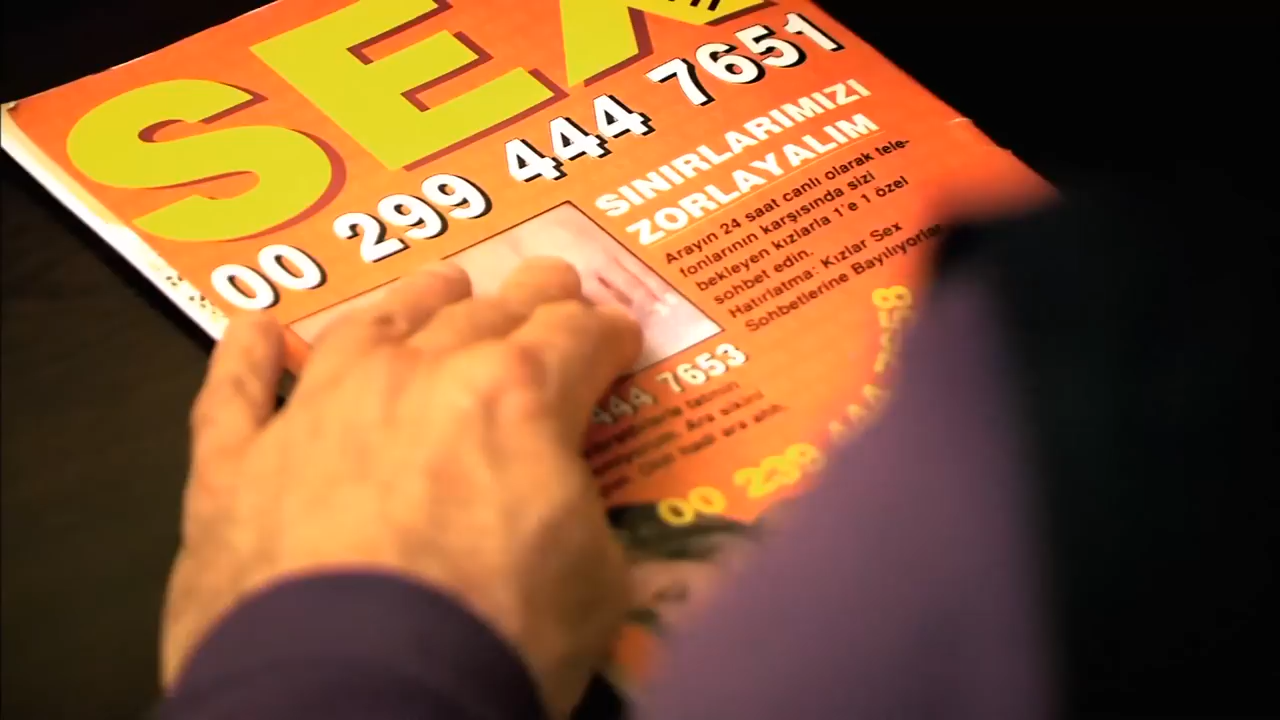 SEX
00 299 444 7651
SINIRLARIMIZI
ZORLAYALIM
Arayın 24 saat canlı olarak tele-
fonlarının karşısında sizi
bekleyen kızlarla 1'e 1 özel
sohbet edin.
Hatırlatma: Kızlar Sex
Sohbetlerine Bayılıyorlar
444 7653
00 239